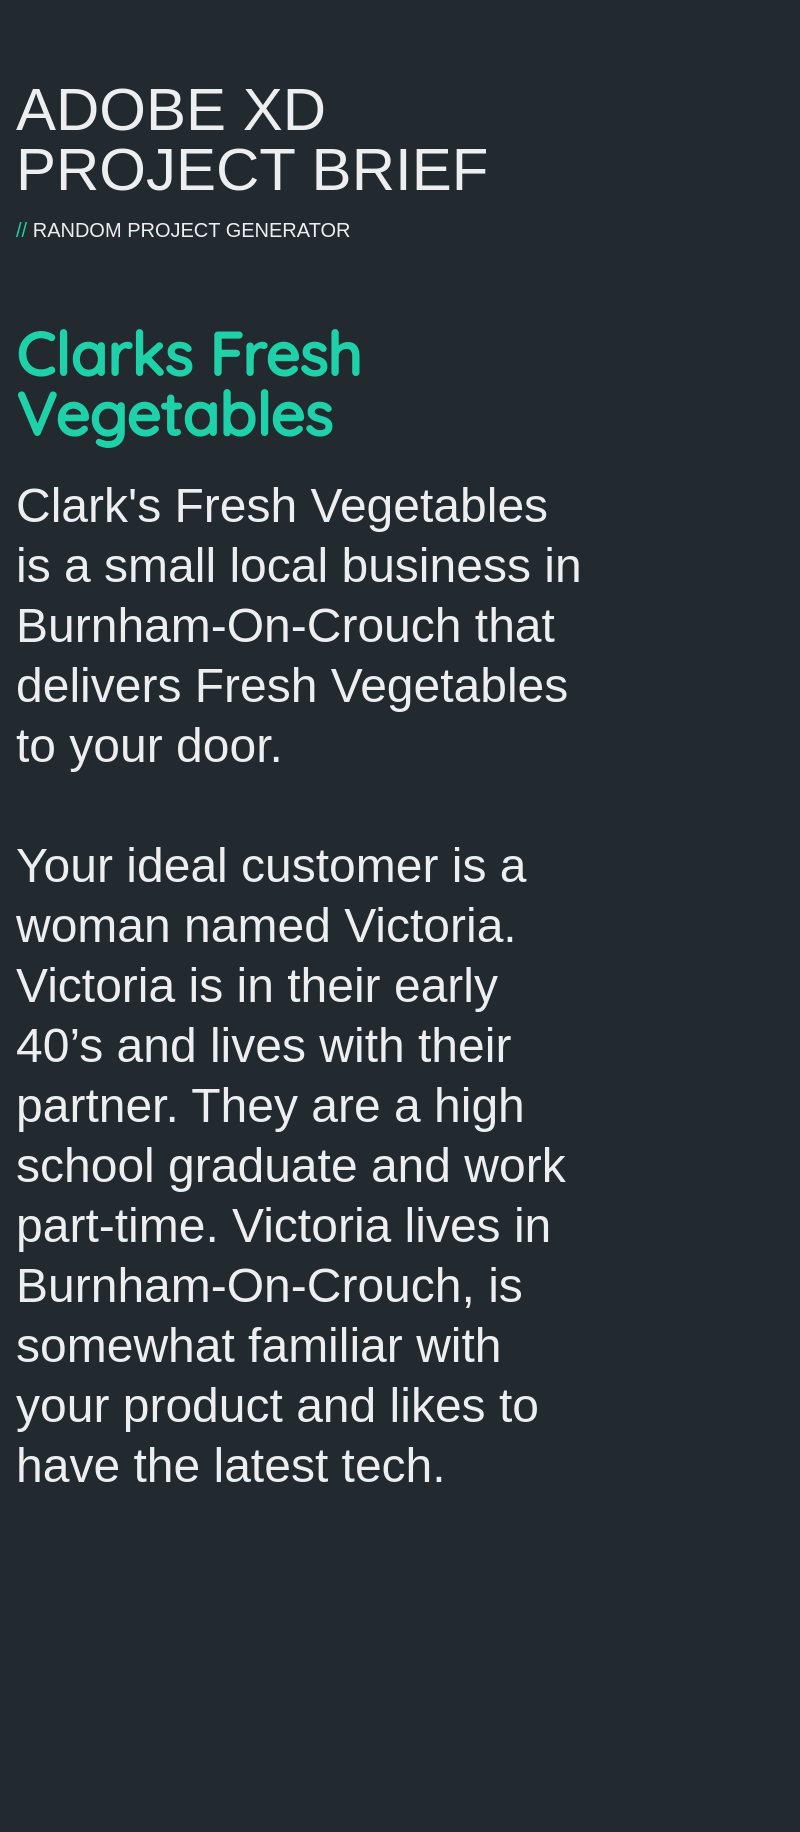 ADOBE XD
PROJECT BRIEF
// RANDOM PROJECT GENERATOR
Clarks Fresh
Vegetables
Clark's Fresh Vegetables
is a small local business in
Burnham-On-Crouch that
delivers Fresh Vegetables
to your door.
Your ideal customer is a
woman named Victoria.
Victoria is in their early
40’s and lives with their
partner. They are a high
school graduate and work
part-time. Victoria lives in
Burnham-On-Crouch, is
somewhat familiar with
your product and likes to
have the latest tech.